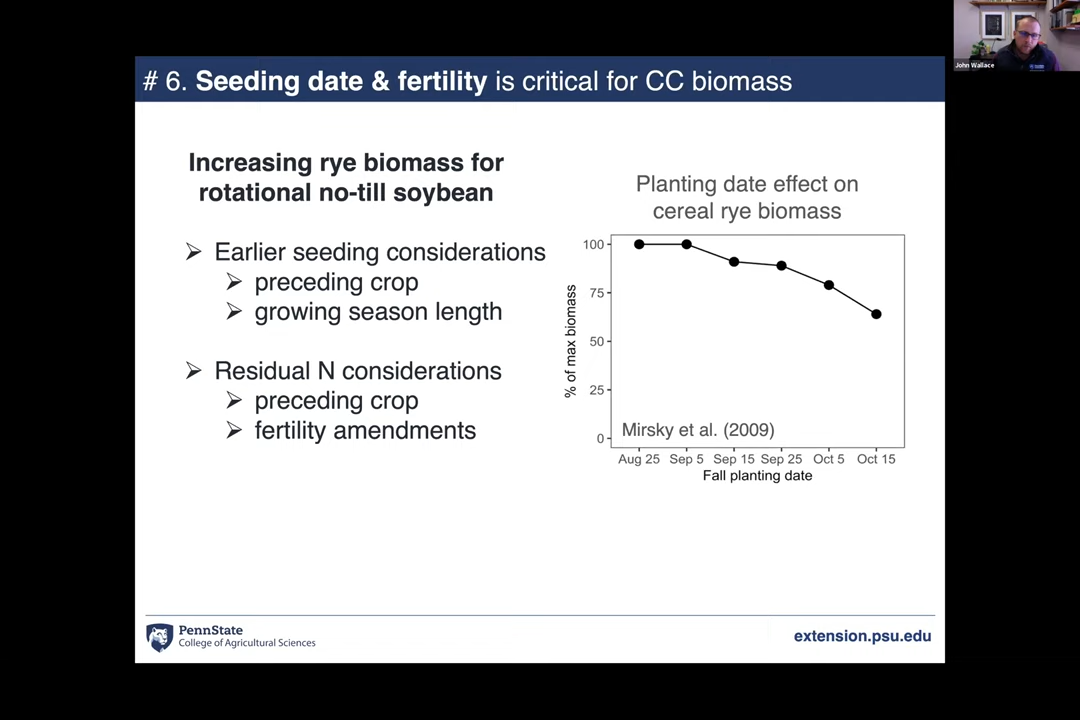 John Wallace
# 6. Seeding date & fertility is critical for CC biomass
Increasing rye biomass for
rotational no-till soybean
➢ Earlier seeding considerations
➢ preceding crop
➢ growing season length
➢ Residual N considerations
➢ preceding crop
➢ fertility amendments
Planting date effect on
cereal rye biomass
% of max biomass
100
75
50
25
0
Mirsky et al. (2009)
Aug 25 Sep 5 Sep 15 Sep 25 Oct 5 Oct 15
Fall planting date
PennState
College of Agricultural Sciences
extension.psu.edu